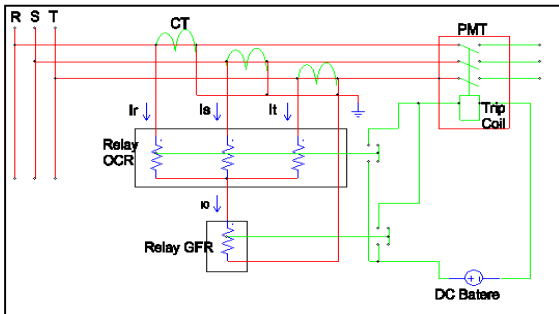 R S T
CT
PMT
Trip
Coil
Ir
Is
It
Relay
OCR
Io
Relay GFR
DC Batere